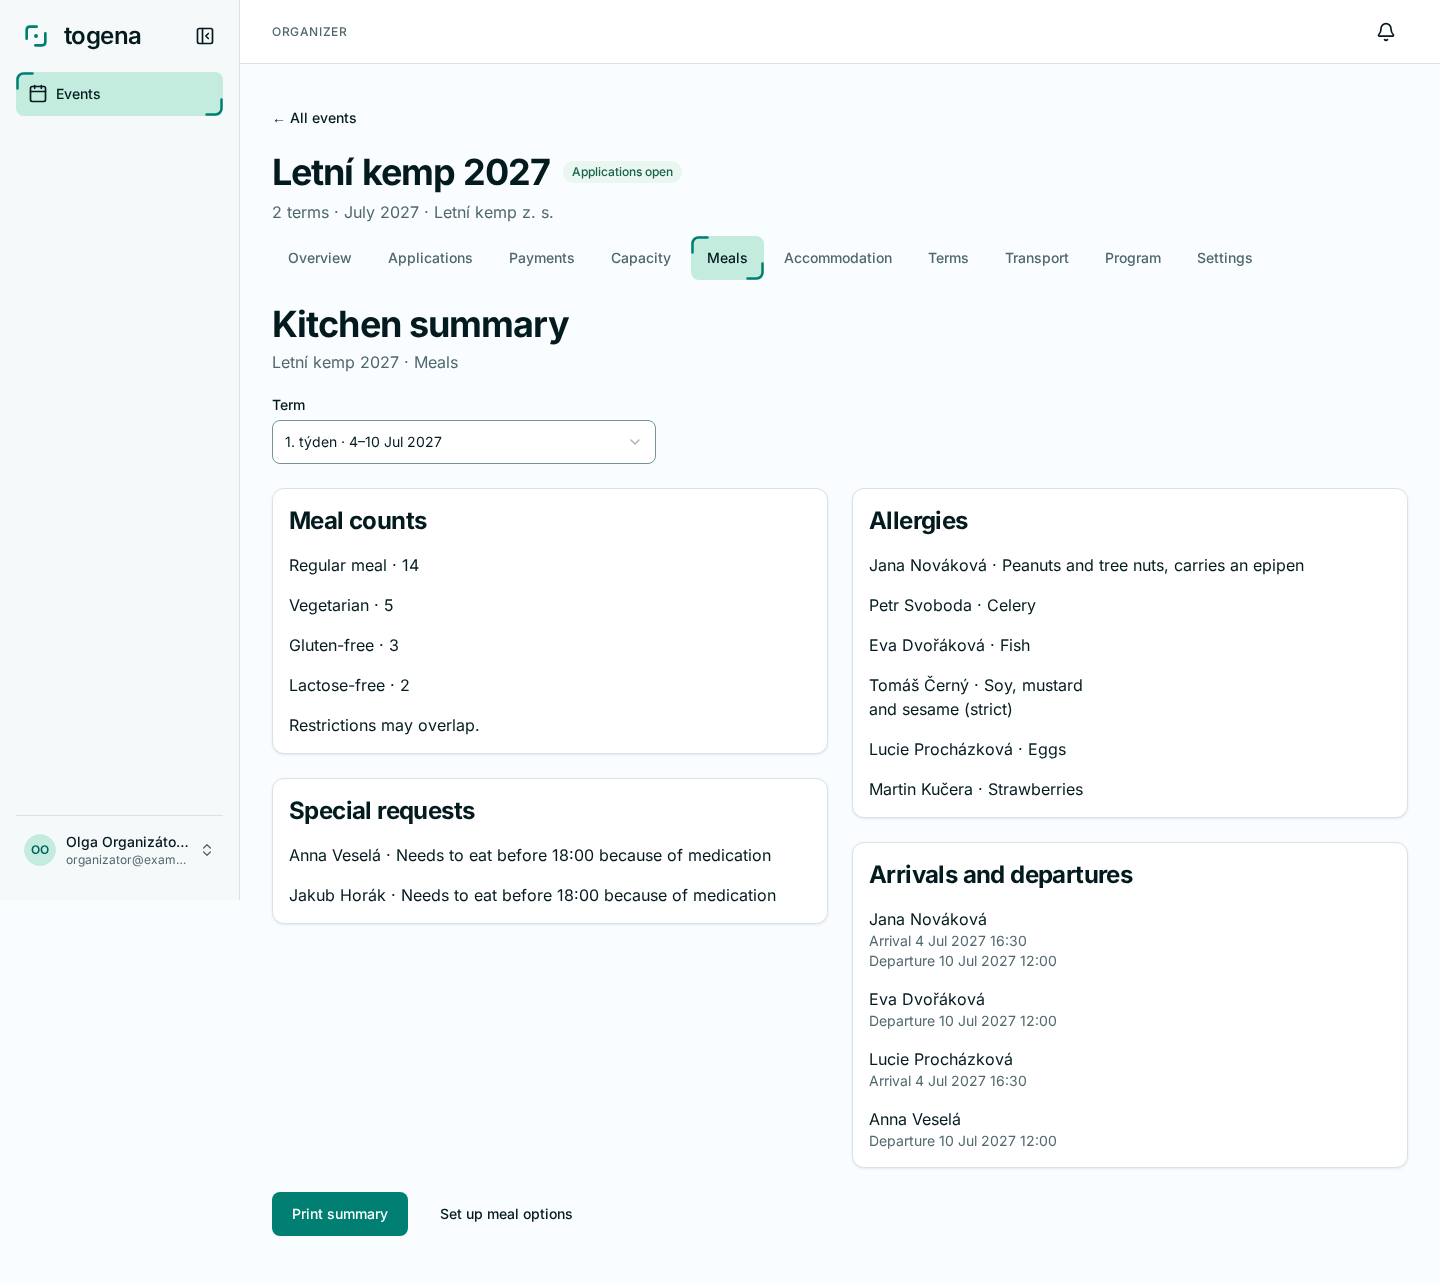 togena
ORGANIZER
Events
← All events
Letní kemp 2027
Applications open
2 terms · July 2027 · Letní kemp z. s.
Overview
Applications
Payments
Capacity
Meals
Accommodation
Terms
Transport
Program
Settings
Kitchen summary
Letní kemp 2027 · Meals
Term
1. týden · 4–10 Jul 2027
Meal counts
Regular meal · 14
Vegetarian · 5
Gluten-free · 3
Lactose-free · 2
Restrictions may overlap.
Special requests
Anna Veselá · Needs to eat before 18:00 because of medication
Jakub Horák · Needs to eat before 18:00 because of medication
Allergies
Jana Nováková · Peanuts and tree nuts, carries an epipen
Petr Svoboda · Celery
Eva Dvořáková · Fish
Tomáš Černý · Soy, mustard
and sesame (strict)
Lucie Procházková · Eggs
Martin Kučera · Strawberries
Arrivals and departures
Jana Nováková
Arrival 4 Jul 2027 16:30
Departure 10 Jul 2027 12:00
Eva Dvořáková
Departure 10 Jul 2027 12:00
Lucie Procházková
Arrival 4 Jul 2027 16:30
Anna Veselá
Departure 10 Jul 2027 12:00
Print summary
Set up meal options
OO
Olga Organizáto...
organizator@exam...